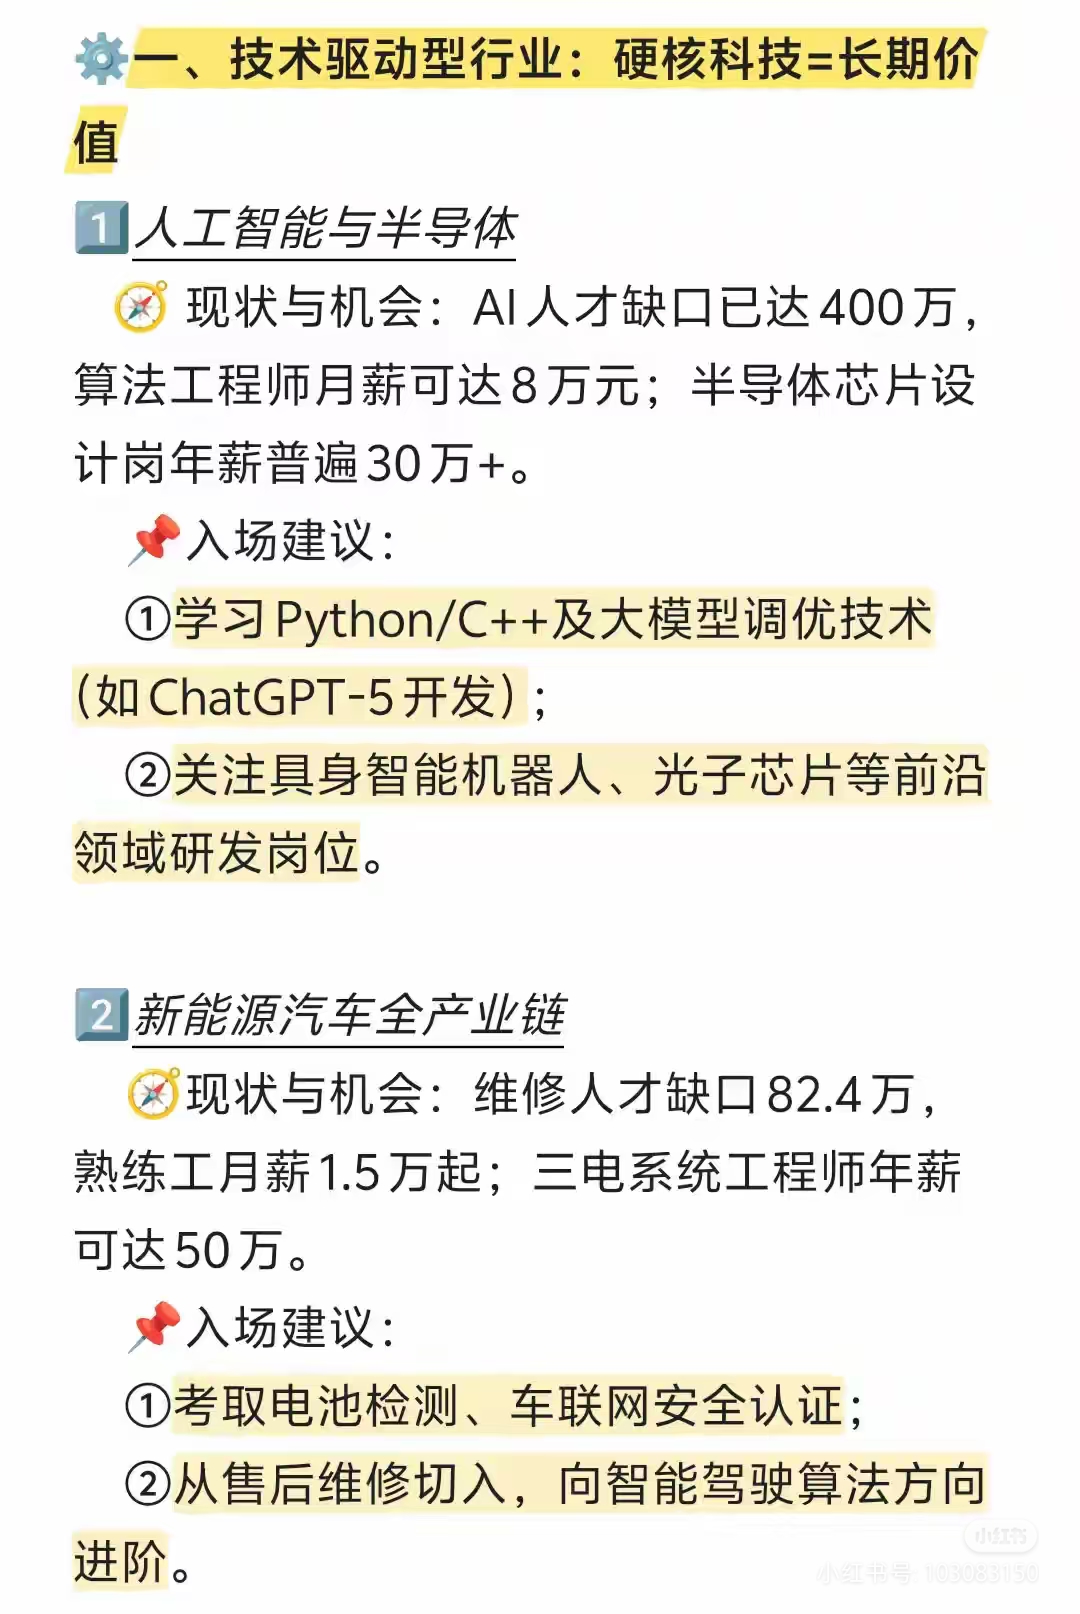 ⚙️一、技术驱动型行业：硬核科技=长期价
值
1️⃣人工智能与半导体
🧭 现状与机会：AI人才缺口已达400万，
算法工程师月薪可达8万元；半导体芯片设
计岗年薪普遍30万+。
📌入场建议：
①学习Python/C++及大模型调优技术
（如ChatGPT-5开发）；
②关注具身智能机器人、光子芯片等前沿
领域研发岗位。
2️⃣新能源汽车全产业链
🧭现状与机会：维修人才缺口82.4万，
熟练工月薪1.5万起；三电系统工程师年薪
可达50万。
📌入场建议：
①考取电池检测、车联网安全认证；
②从售后维修切入，向智能驾驶算法方向
进阶。
小红书
小红书号：103083150